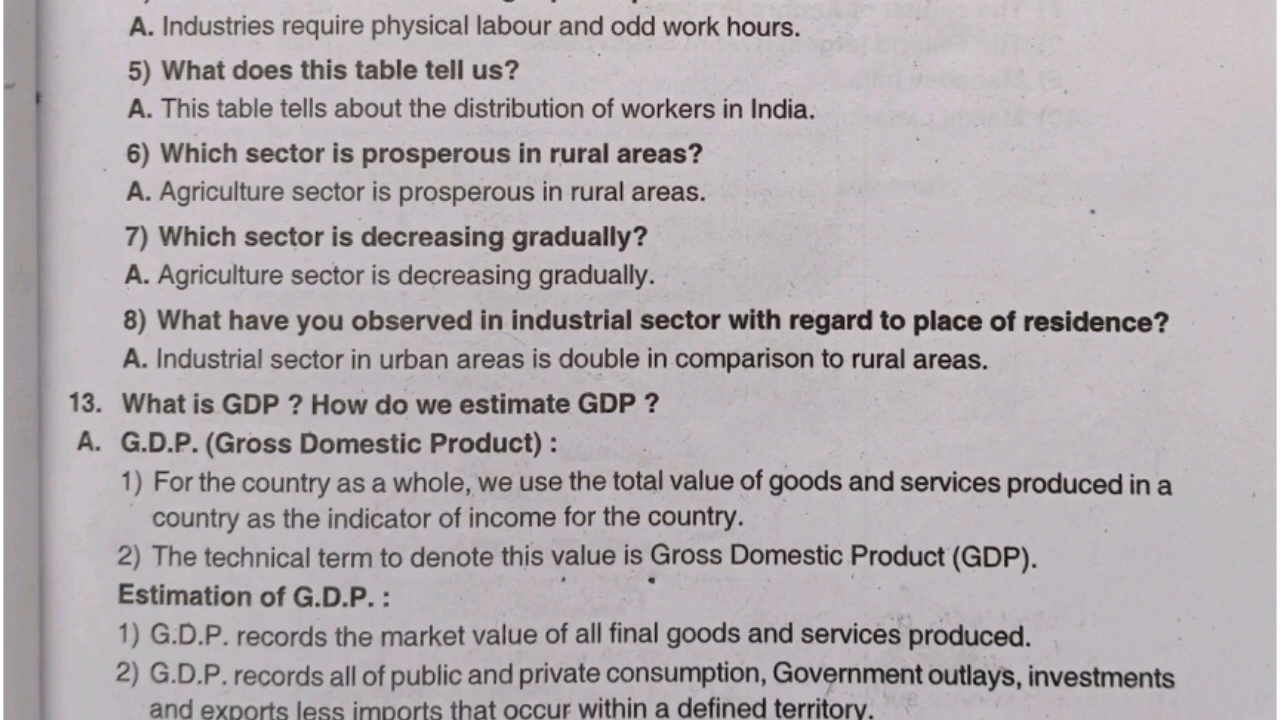 A. Industries require physical labour and odd work hours.
5) What does this table tell us?
A. This table tells about the distribution of workers in India.
6) Which sector is prosperous in rural areas?
A. Agriculture sector is prosperous in rural areas.
7) Which sector is decreasing gradually?
A. Agriculture sector is decreasing gradually.
8) What have you observed in industrial sector with regard to place of residence?
A. Industrial sector in urban areas is double in comparison to rural areas.
13. What is GDP ? How do we estimate GDP ?
A. G.D.P. (Gross Domestic Product) :
1) For the country as a whole, we use the total value of goods and services produced in a
country as the indicator of income for the country.
2) The technical term to denote this value is Gross Domestic Product (GDP).
Estimation of G.D.P. :
1) G.D.P. records the market value of all final goods and services produced.
2) G.D.P. records all of public and private consumption, Government outlays, investments
and exports less imports that occur within a defined territory.